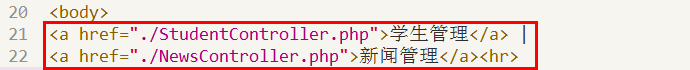 20 <body>
21 <a href="./StudentController.php">学生管理</a> |
22 <a href="./NewsController.php">新闻管理</a><hr>